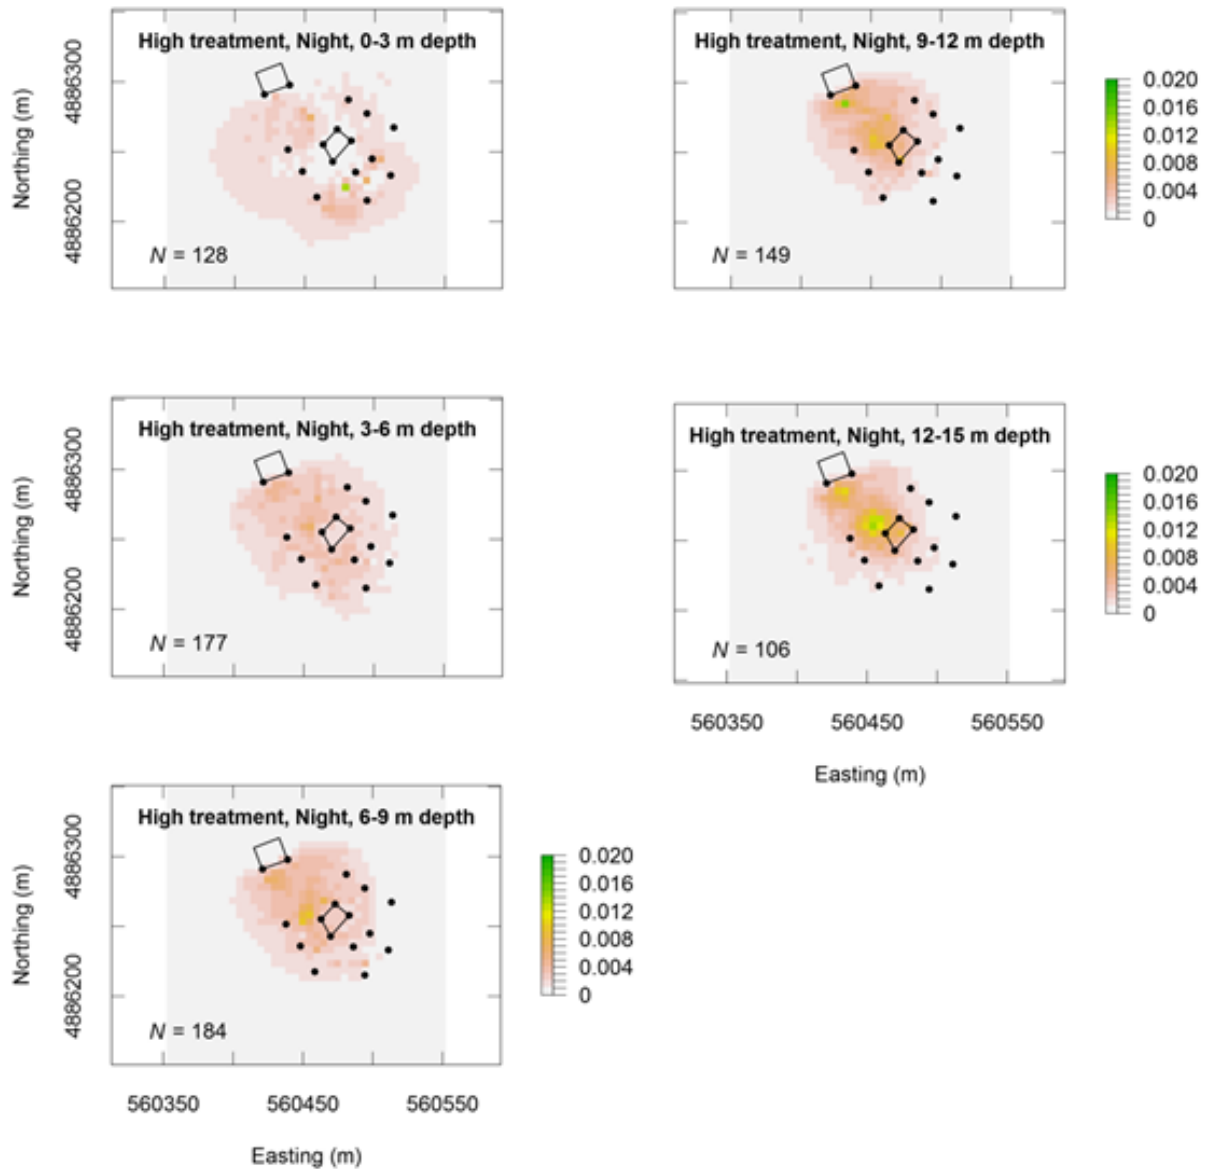 High treatment, Night, 0-3 m depth
Northing (m)
4886300
4886200
N = 128
High treatment, Night, 9-12 m depth
N = 149
0.020
0.016
0.012
0.008
0.004
0
High treatment, Night, 3-6 m depth
Northing (m)
4886300
4886200
N = 177
High treatment, Night, 12-15 m depth
N = 106
0.020
0.016
0.012
0.008
0.004
0
560350 560450 560550
Easting (m)
High treatment, Night, 6-9 m depth
Northing (m)
4886300
4886200
N = 184
0.020
0.016
0.012
0.008
0.004
0
560350 560450 560550
Easting (m)